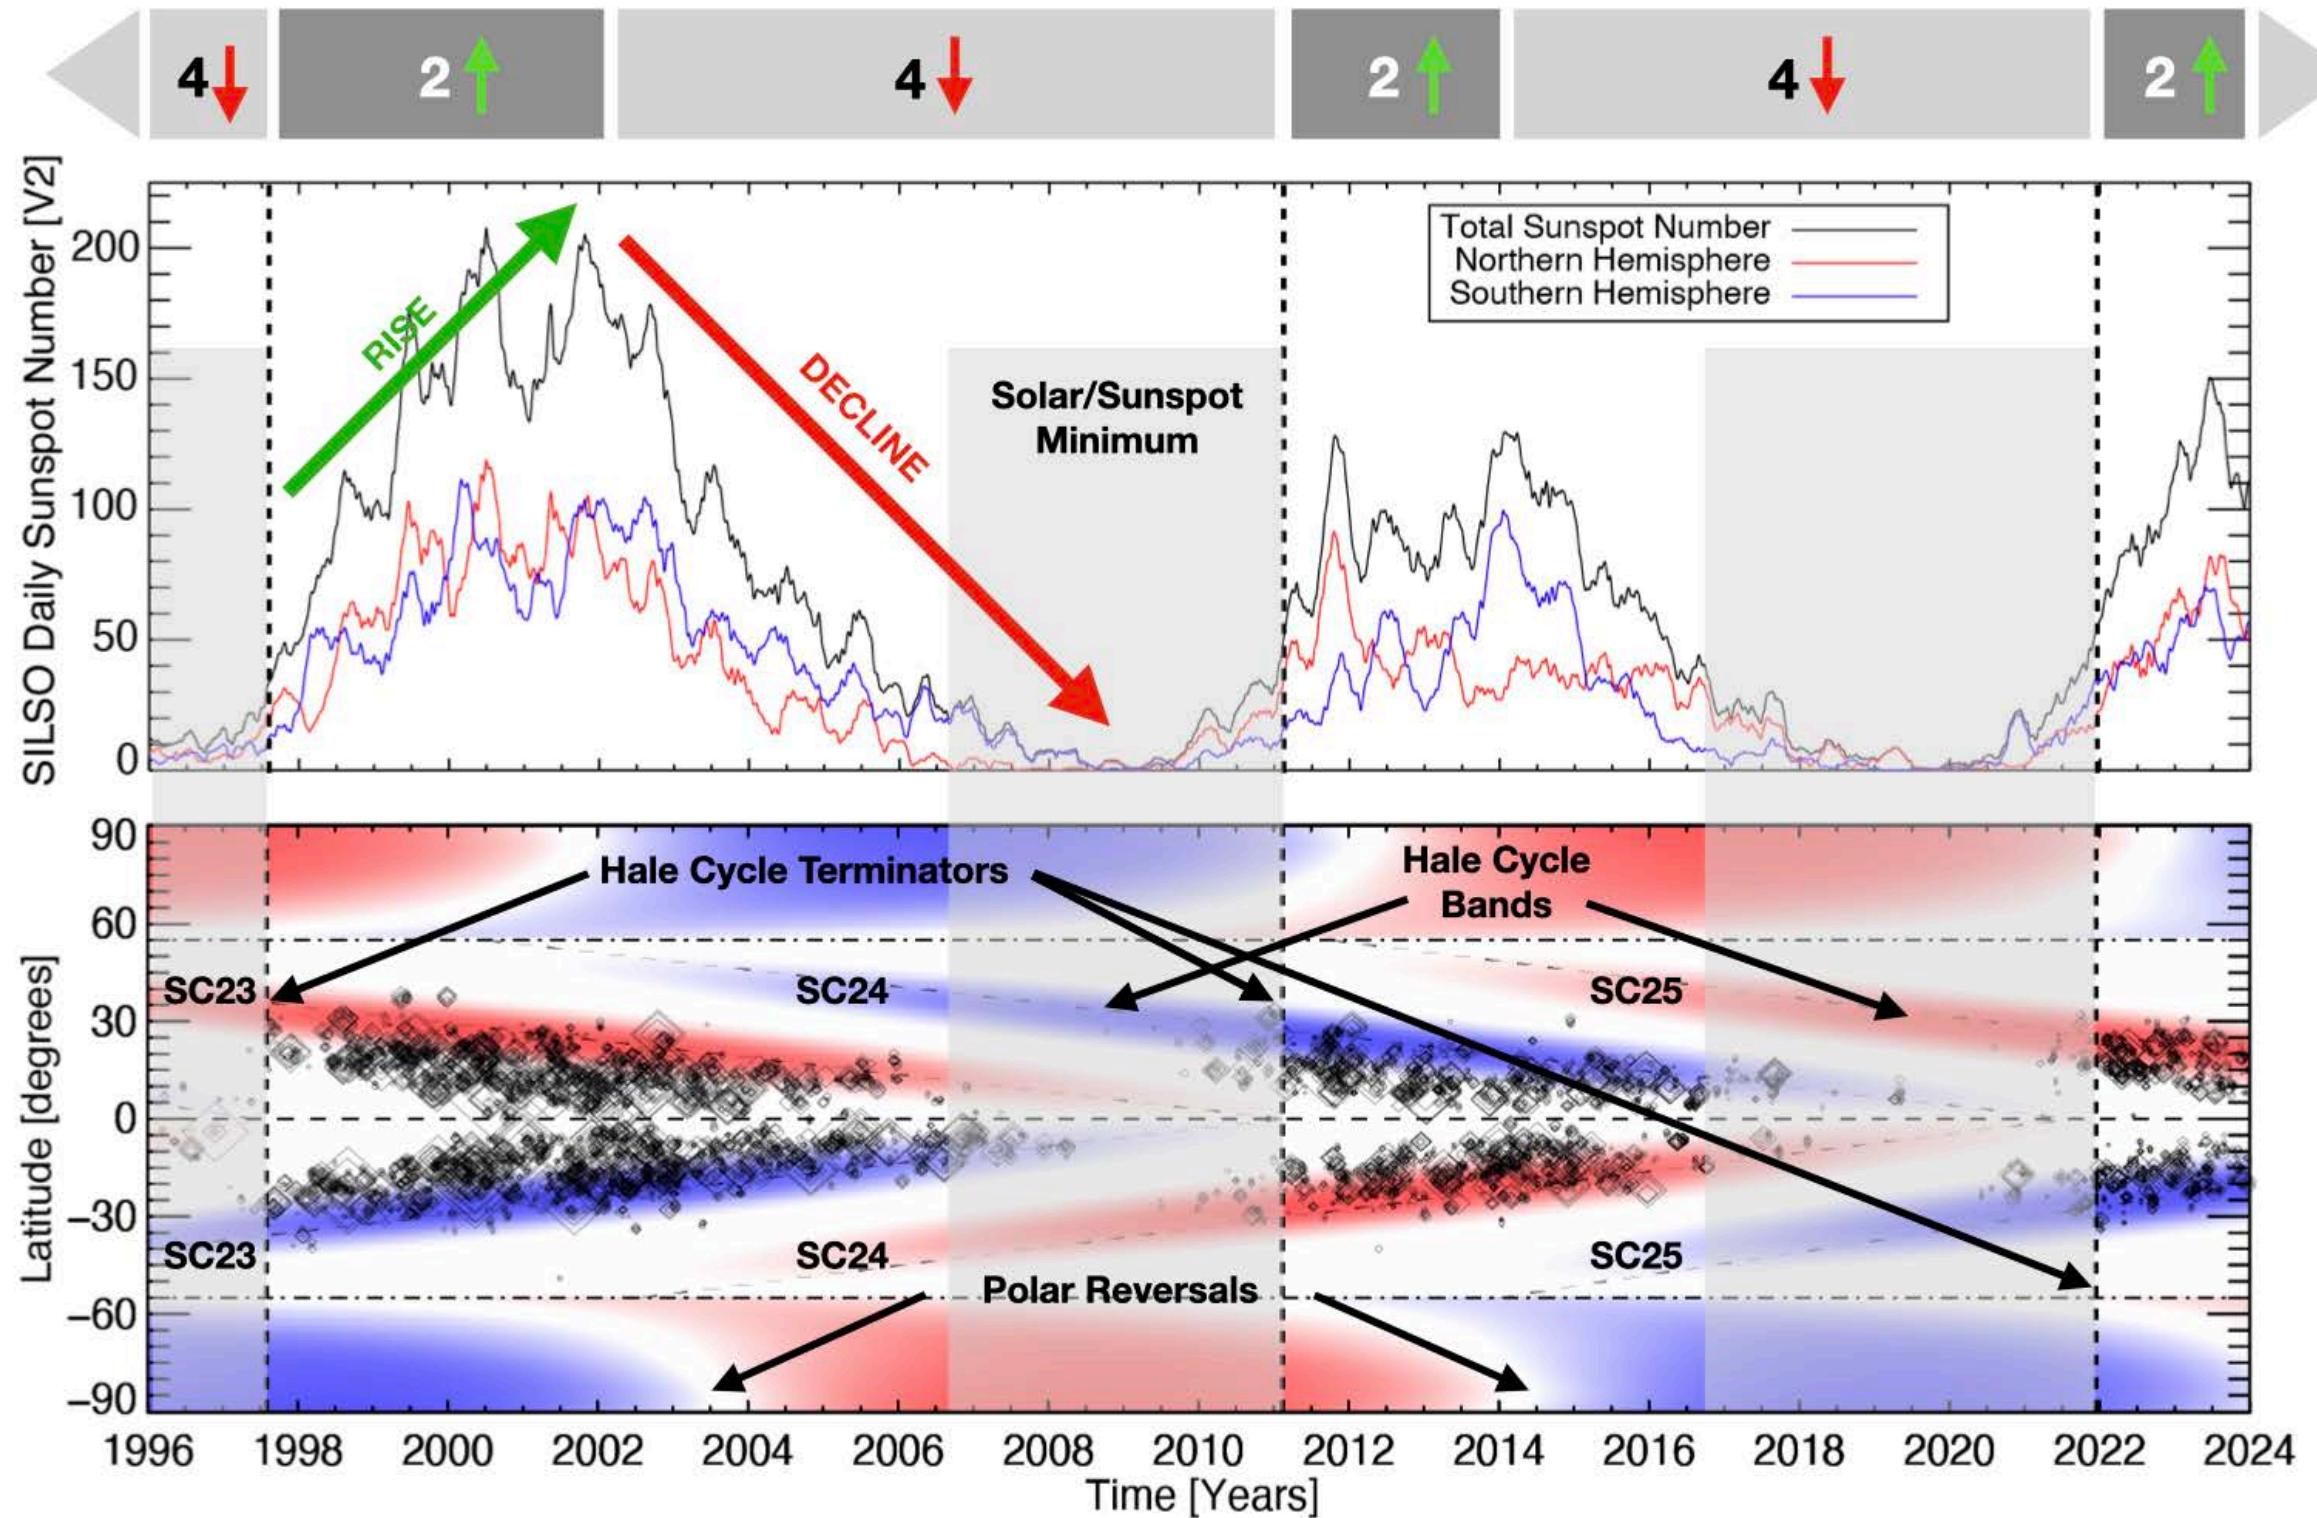 4
2
4
2
4
2
SILSO Daily Sunspot Number [V2]
200
150
100
50
0
RISE
DECLINE
Solar/Sunspot
Minimum
Total Sunspot Number
Northern Hemisphere
Southern Hemisphere
Latitude [degrees]
90
60
30
0
−30
−60
−90
Hale Cycle Terminators
Hale Cycle
Bands
SC23
SC24
SC25
SC23
SC24
SC25
Polar Reversals
1996 1998 2000 2002 2004 2006 2008 2010 2012 2014 2016 2018 2020 2022 2024
Time [Years]